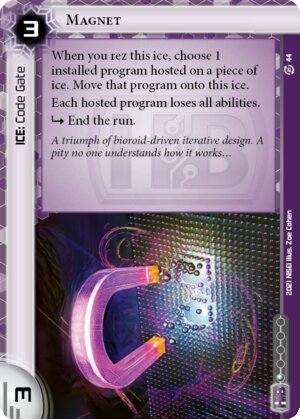 MAGNET
3
ICE: Code Gate
When you rez this ice, choose 1
installed program hosted on a piece of
ice. Move that program onto this ice.
Each hosted program loses all abilities.
↳ End the run.
A triumph of bioroid-driven iterative design. A
pity no one understands how it works…
44
2021 NISEI Illus. Zoe Cohen
3